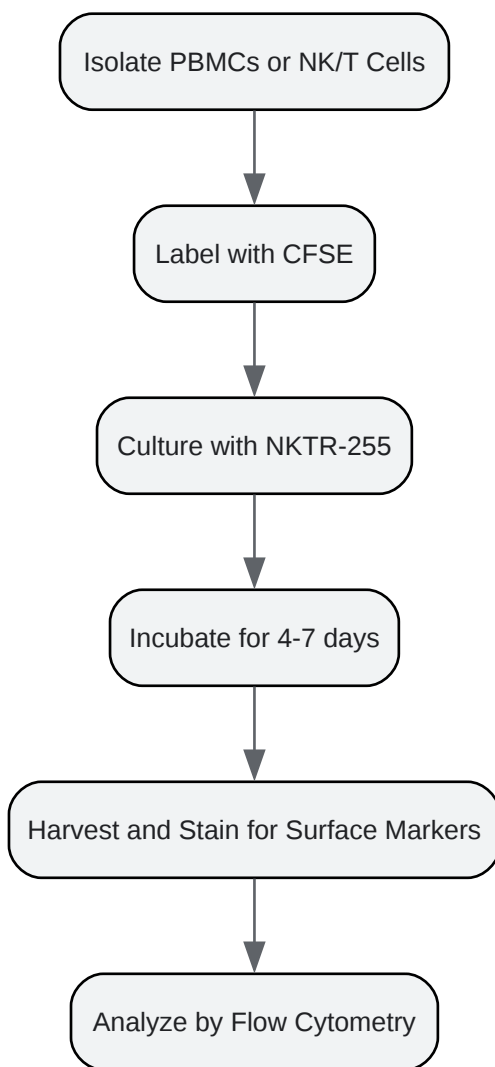 Isolate PBMCs or NK/T Cells
Label with CFSE
Culture with NKTR-255
Incubate for 4-7 days
Harvest and Stain for Surface Markers
Analyze by Flow Cytometry